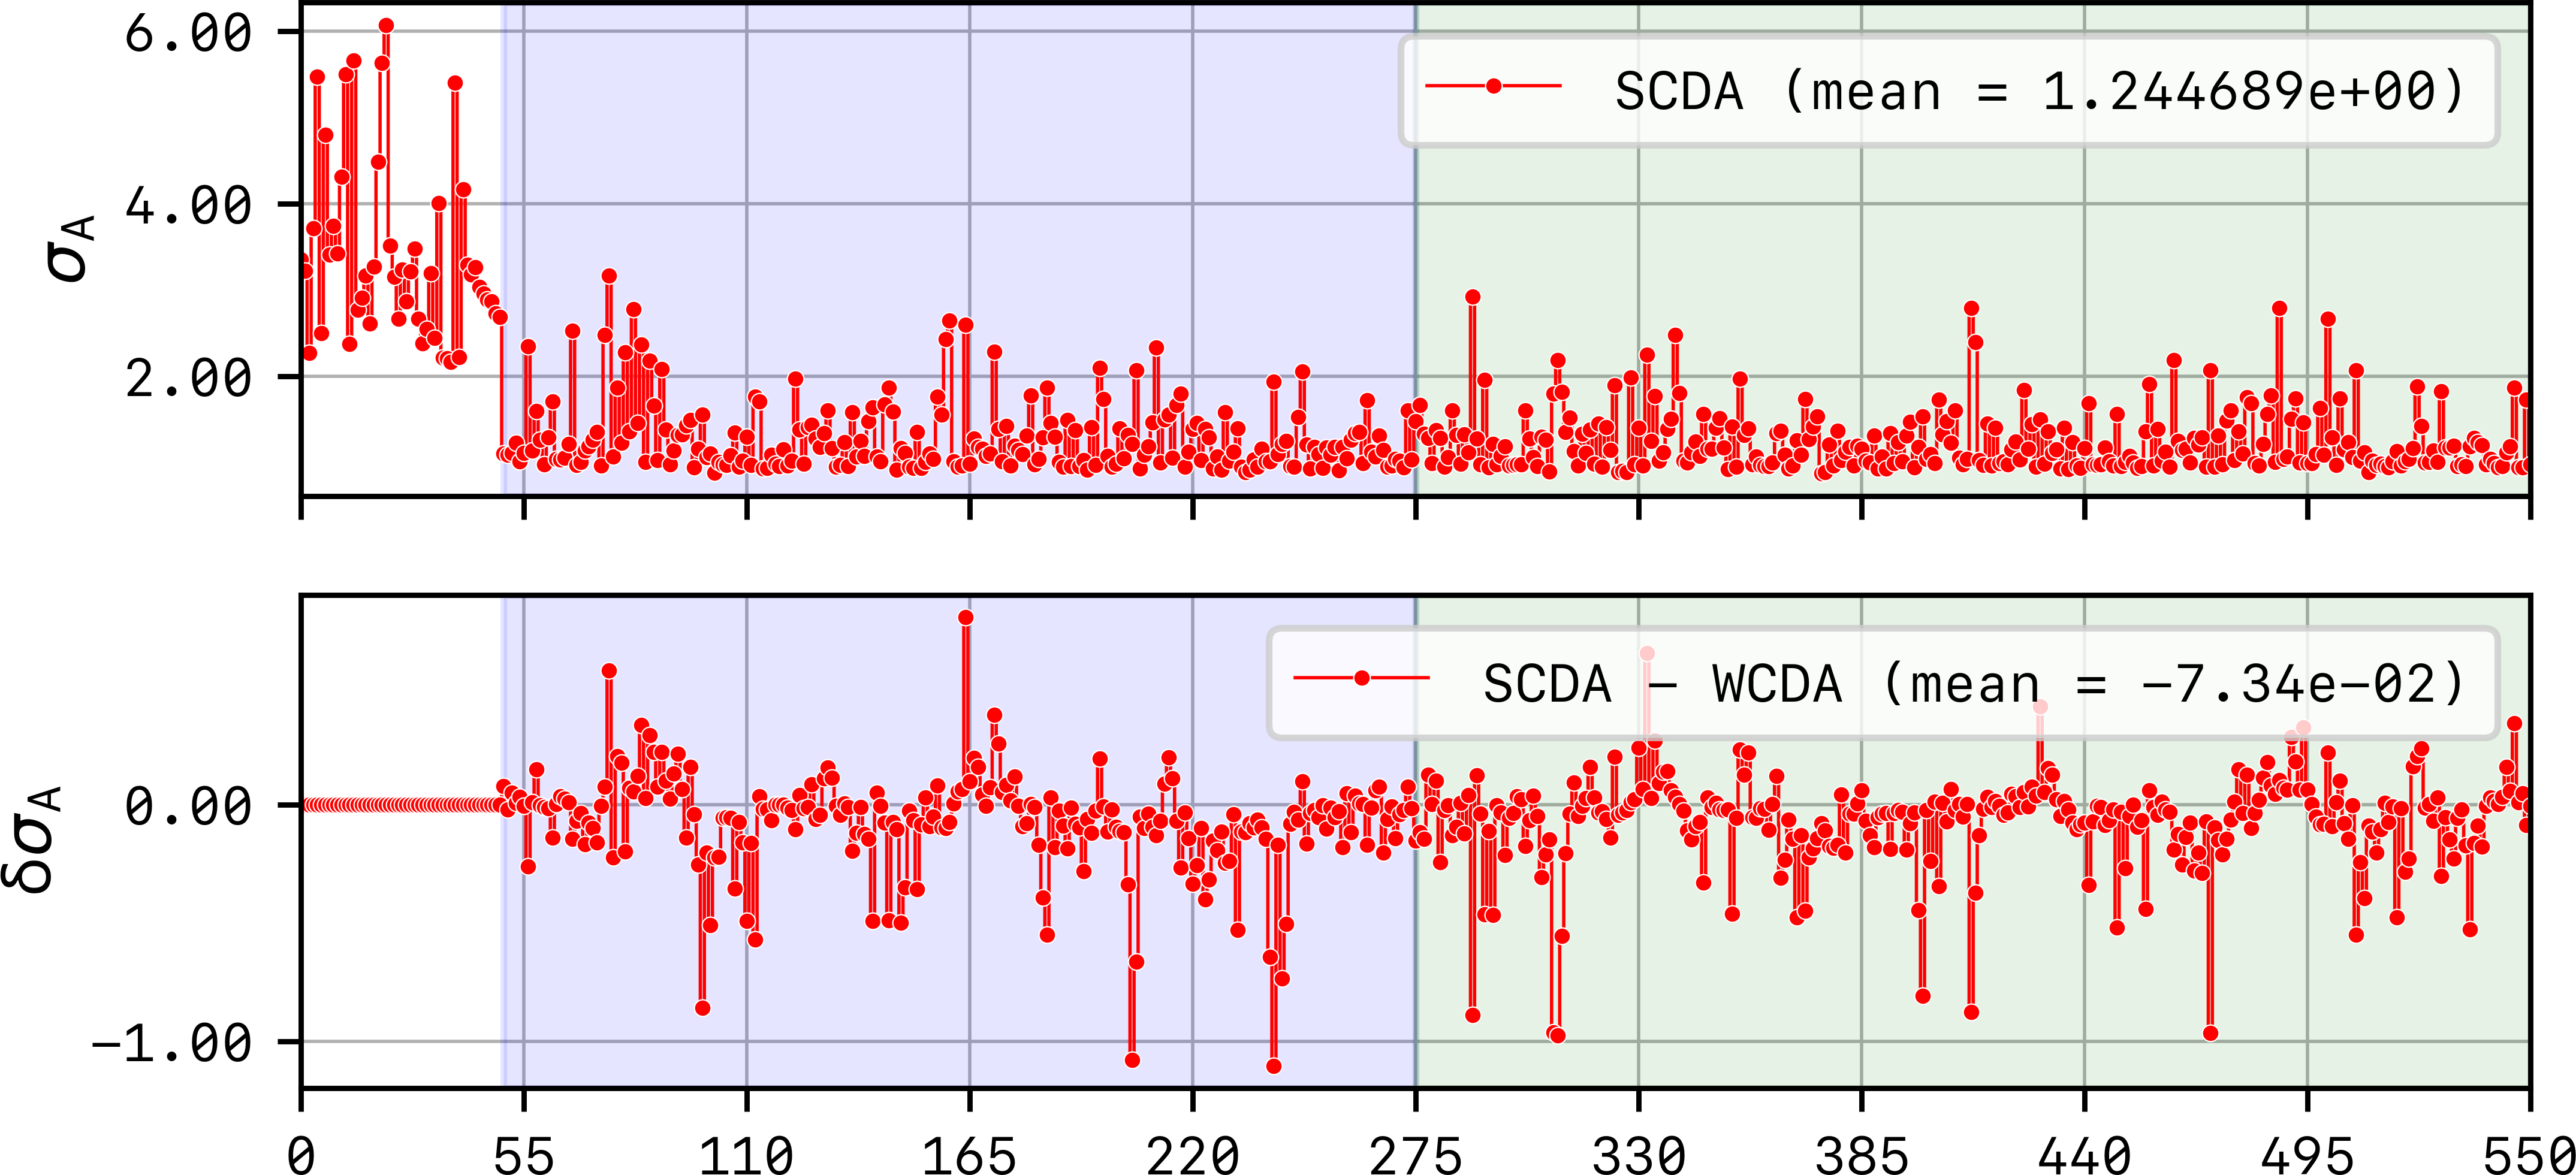 6.00
4.00
2.00
σA
SCDA (mean = 1.244689e+00)
0.00
−1.00
δσA
SCDA − WCDA (mean = −7.34e−02)
0 55 110 165 220 275 330 385 440 495 550